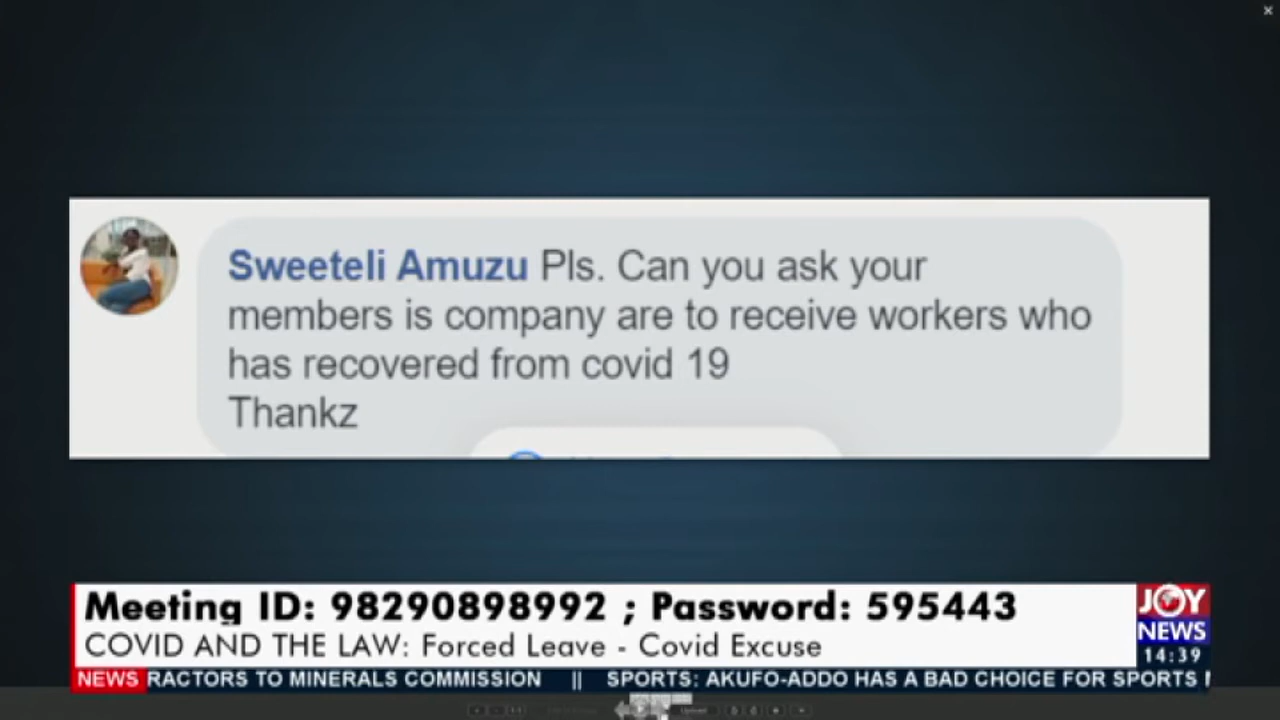 Sweeteli Amuzu Pls. Can you ask your
members is company are to receive workers who
has recovered from covid 19
Thankz
Meeting ID: 98290898992 ; Password: 595443
COVID AND THE LAW: Forced Leave - Covid Excuse
JOY
NEWS
14:39
NEWS RACTORS TO MINERALS COMMISSION || SPORTS: AKUFO-ADDO HAS A BAD CHOICE FOR SPORTS